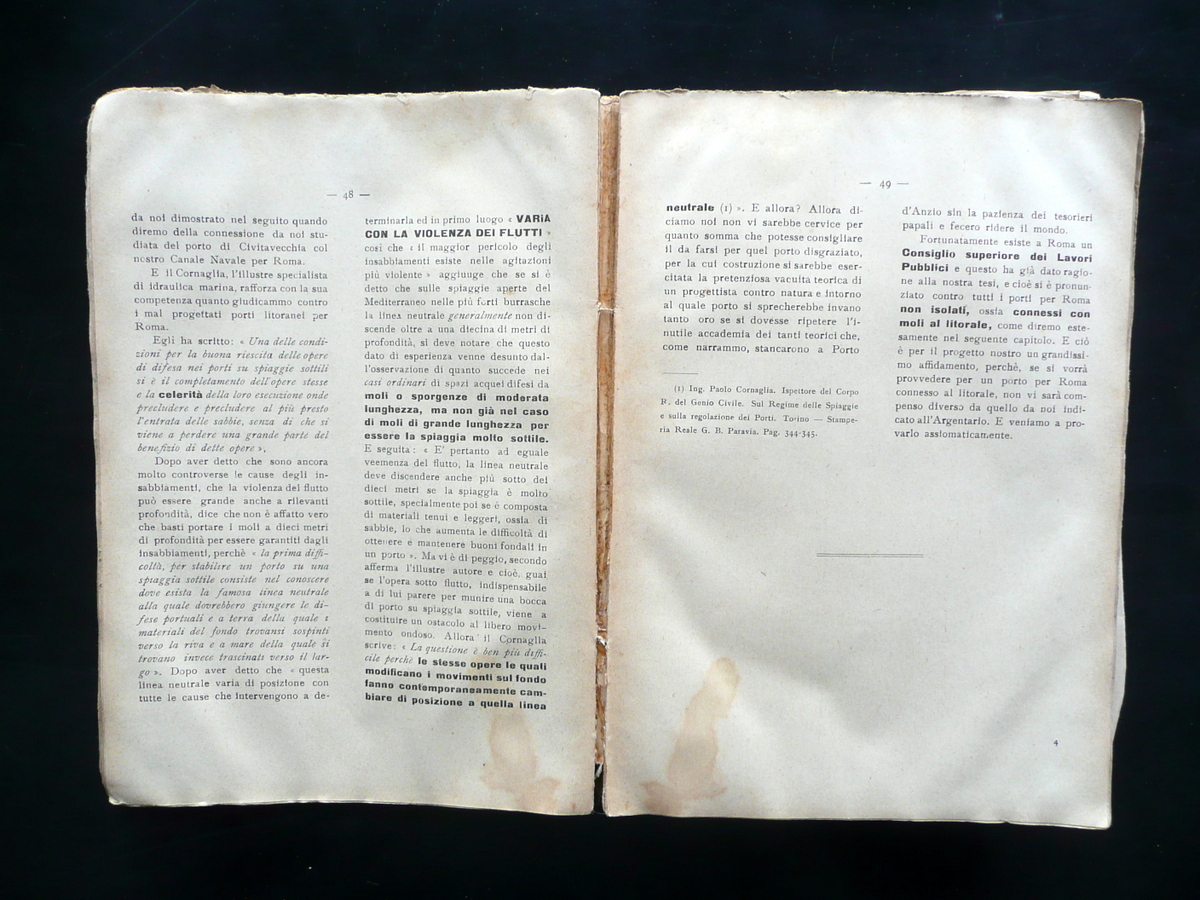 — 48 —
da noi dimostrato nel seguito quando
diremo della connessione da noi stu-
diata del porto di Civitavecchia col
nostro Canale Navale per Roma.
E il Cornaglia, l'illustre specialista
di idraulica marina, rafforza con la sua
competenza quanto giudicammo contro
i mal progettati porti litoranei per
Roma.
Egli ha scritto: « Una delle condi-
zioni per la buona riescita delle opere
di difesa nei porti su spiaggie sottili
si è il completamento dell'opere stesse
e la celerità della loro esecuzione onde
precludere e precludere al più presto
l'entrata delle sabbie, senza di che si
viene a perdere una grande parte del
benefizio di dette opere »,
Dopo aver detto che sono ancora
molto controverse le cause degli in-
sabbiamenti, che la violenza del flutto
può essere grande anche a rilevanti
profondità, dice che non è affatto vero
che basti portare i moli a dieci metri
di profondità per essere garantiti dagli
insabbiamenti, perchè « la prima diffi-
coltà, per stabilire un porto su una
spiaggia sottile consiste nel conoscere
dove esista la famosa linea neutrale
alla quale dovrebbero giungere le di-
fese portuali e a terra della quale i
materiali del fondo trovansi sospinti
verso la riva e a mare della quale si
trovano invece trascinati verso il lar-
go ». Dopo aver detto che « questa
linea neutrale varia di posizione con
tutte le cause che intervengono a de-
terminarla ed in primo luogo « VARIA
CON LA VIOLENZA DEI FLUTTI »
così che « il maggior pericolo degli
insabbiamenti esiste nelle agitazioni
più violente » aggiunge che se si è
detto che sulle spiaggie aperte del
Mediterraneo nelle più forti burrasche
la linea neutrale generalmente non di-
scende oltre a una diecina di metri di
profondità, si deve notare che questo
dato di esperienza venne desunto dal-
l'osservazione di quanto succede nei
casi ordinari di spazi acquei difesi da
moli o sporgenze di moderata
lunghezza, ma non già nel caso
di moli di grande lunghezza per
essere la spiaggia molto sottile.
E seguita: « E' pertanto ad eguale
veemenza del flutto, la linea neutrale
deve discendere anche più sotto dei
dieci metri se la spiaggia è molto
sottile, specialmente poi se è composta
di materiali tenui e leggeri, ossia di
sabbie, lo che aumenta le difficoltà di
ottenere e mantenere buoni fondali in
un porto ». Ma vi è di peggio, secondo
afferma l'illustre autore e cioè, guai
se l'opera sotto flutto, indispensabile
a di lui parere per munire una bocca
di porto su spiaggia sottile, viene a
costituire un ostacolo al libero movi-
mento ondoso. Allora il Cornaglia
scrive: « La questione è ben più diffi-
cile perchè le stesse opere le quali
modificano i movimenti sul fondo
fanno contemporaneamente cam-
biare di posizione a quella linea
— 49 —
neutrale (1) ». E allora? Allora di-
ciamo noi non vi sarebbe cervice per
quanto somma che potesse consigliare
il da farsi per quel porto disgraziato,
per la cui costruzione si sarebbe eser-
citata la pretenziosa vacuità teorica di
un progettista contro natura e intorno
al quale porto si sprecherebbe invano
tanto oro se si dovesse ripetere l'i-
nutile accademia dei tanti teorici che,
come narrammo, stancarono a Porto
(1) Ing. Paolo Cornaglia. Ispettore del Corpo
R. del Genio Civile. Sul Regime delle Spiaggie
e sulla regolazione dei Porti. Torino — Stampe-
ria Reale G. B. Paravia. Pag. 344-345.
d'Anzio sin la pazienza dei tesorieri
papali e fecero ridere il mondo.
Fortunatamente esiste a Roma un
Consiglio superiore dei Lavori
Pubblici e questo ha già dato ragio-
ne alla nostra tesi, e cioè si è pronun-
ziato contro tutti i porti per Roma
non isolati, ossia connessi con
moli al litorale, come diremo este-
samente nel seguente capitolo. E ciò
è per il progetto nostro un grandissi-
mo affidamento, perchè, se si vorrà
provvedere per un porto per Roma
connesso al litorale, non vi sarà com-
penso diverso da quello da noi indi-
cato all'Argentario. E veniamo a pro-
varlo assiomaticamente.
4